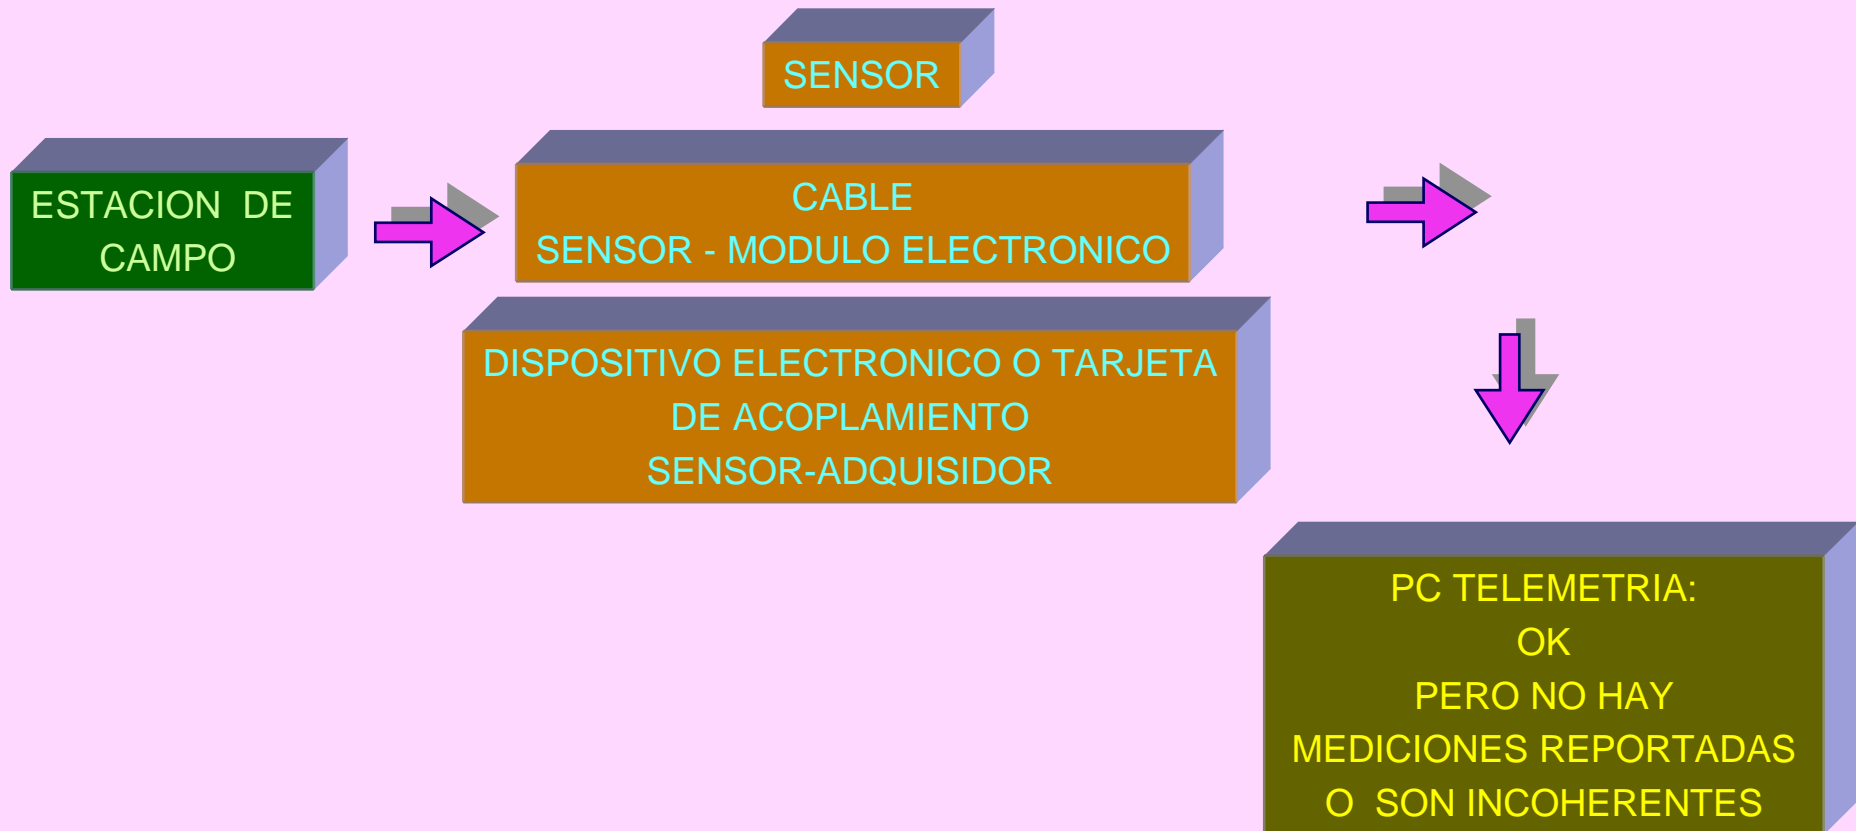 SENSOR
ESTACION DE
CAMPO
CABLE
SENSOR - MODULO ELECTRONICO
DISPOSITIVO ELECTRONICO O TARJETA
DE ACOPLAMIENTO
SENSOR-ADQUISIDOR
PC TELEMETRIA:
OK
PERO NO HAY
MEDICIONES REPORTADAS
O SON INCOHERENTES